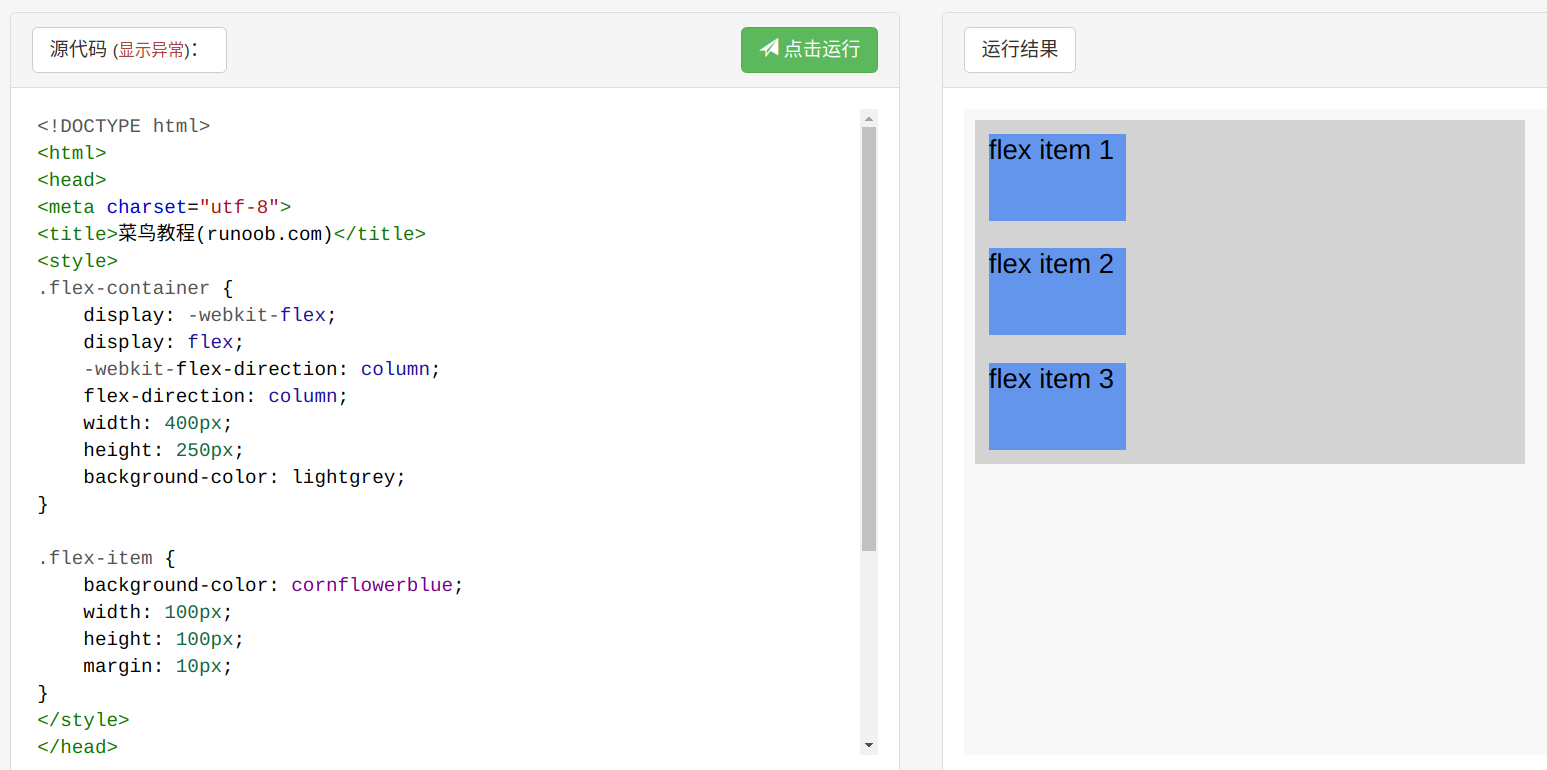 源代码 (显示异常)：
点击运行
<!DOCTYPE html>
<html>
<head>
<meta charset="utf-8">
<title>菜鸟教程(runoob.com)</title>
<style>
.flex-container {
    display: -webkit-flex;
    display: flex;
    -webkit-flex-direction: column;
    flex-direction: column;
    width: 400px;
    height: 250px;
    background-color: lightgrey;
}
.flex-item {
    background-color: cornflowerblue;
    width: 100px;
    height: 100px;
    margin: 10px;
}
</style>
</head>
运行结果
flex item 1
flex item 2
flex item 3